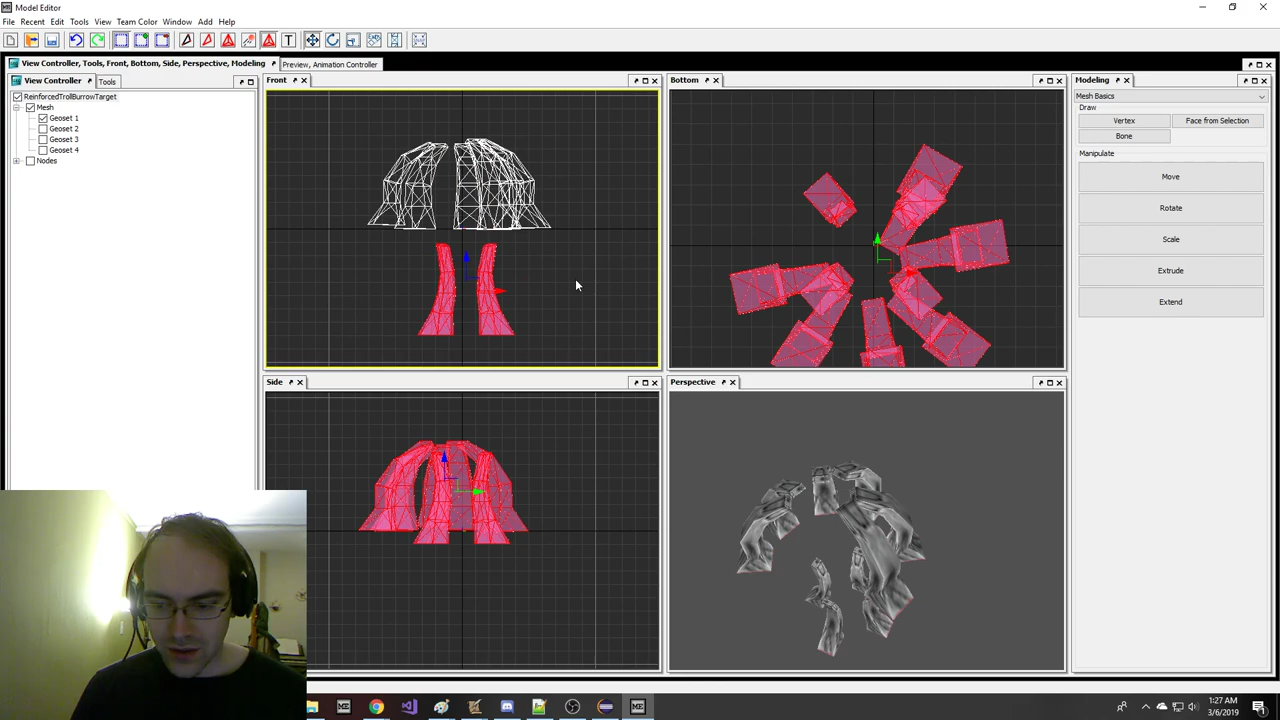 Model Editor
File Recent Edit Tools View Team Color Window Add Help
View Controller, Tools, Front, Bottom, Side, Perspective, Modeling
Preview, Animation Controller
View Controller
Tools
ReinforcedTrollBurrowTarget
Mesh
Geoset 1
Geoset 2
Geoset 3
Geoset 4
Nodes
Front
Bottom
Side
Perspective
Modeling
Mesh Basics
Draw
Vertex
Face from Selection
Bone
Manipulate
Move
Rotate
Scale
Extrude
Extend
1:27 AM
3/6/2019